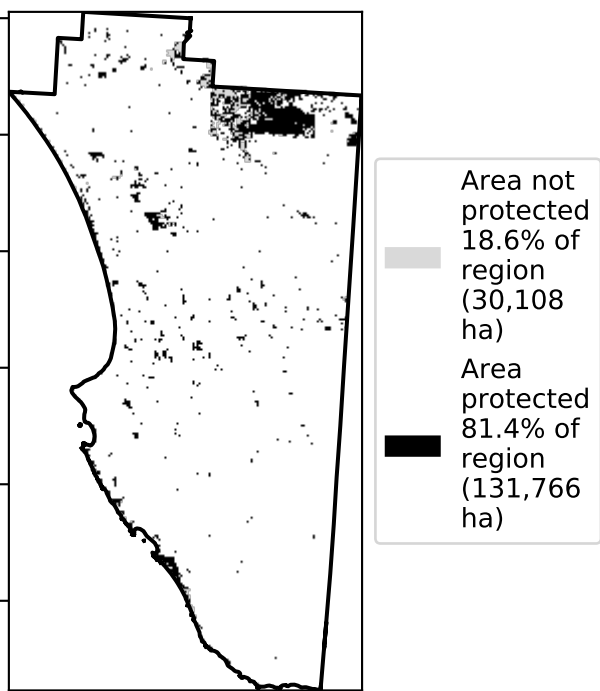 Area not
protected
18.6% of
region
(30,108
ha)
Area
protected
81.4% of
region
(131,766
ha)